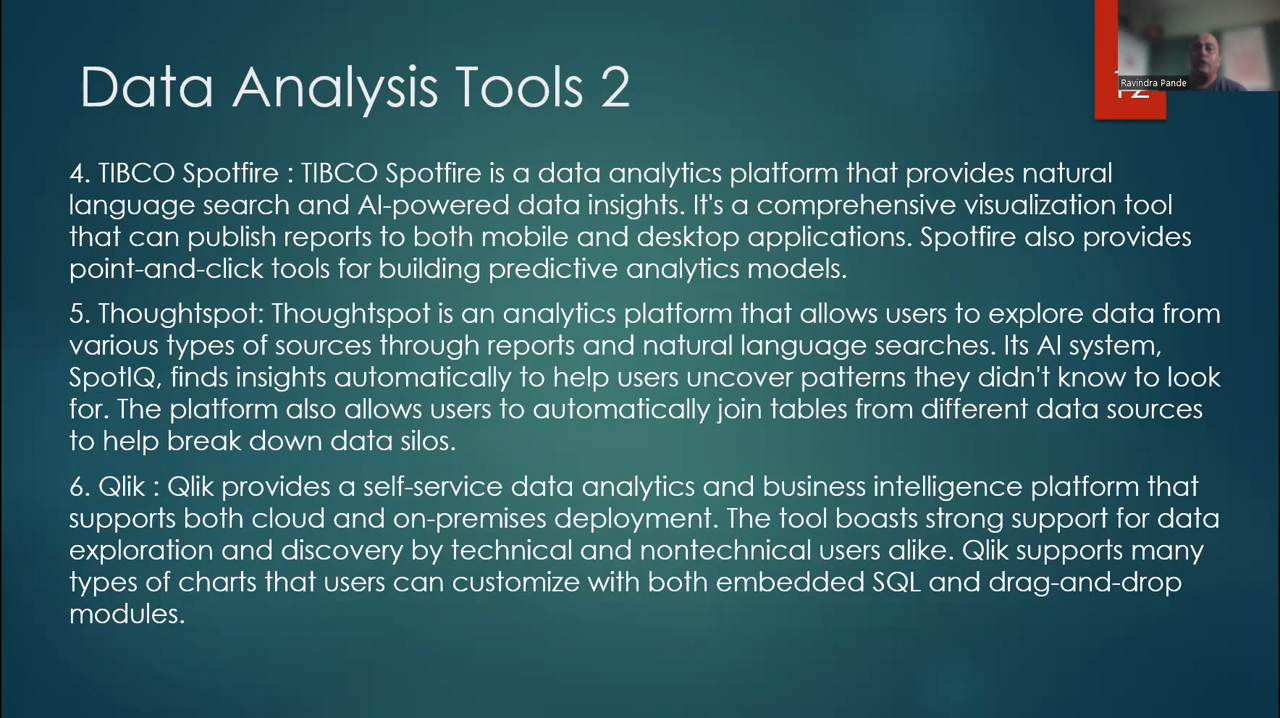 Data Analysis Tools 2
Ravindra Pande
12
4. TIBCO Spotfire : TIBCO Spotfire is a data analytics platform that provides natural
language search and AI-powered data insights. It's a comprehensive visualization tool
that can publish reports to both mobile and desktop applications. Spotfire also provides
point-and-click tools for building predictive analytics models.
5. Thoughtspot: Thoughtspot is an analytics platform that allows users to explore data from
various types of sources through reports and natural language searches. Its AI system,
SpotIQ, finds insights automatically to help users uncover patterns they didn't know to look
for. The platform also allows users to automatically join tables from different data sources
to help break down data silos.
6. Qlik : Qlik provides a self-service data analytics and business intelligence platform that
supports both cloud and on-premises deployment. The tool boasts strong support for data
exploration and discovery by technical and nontechnical users alike. Qlik supports many
types of charts that users can customize with both embedded SQL and drag-and-drop
modules.